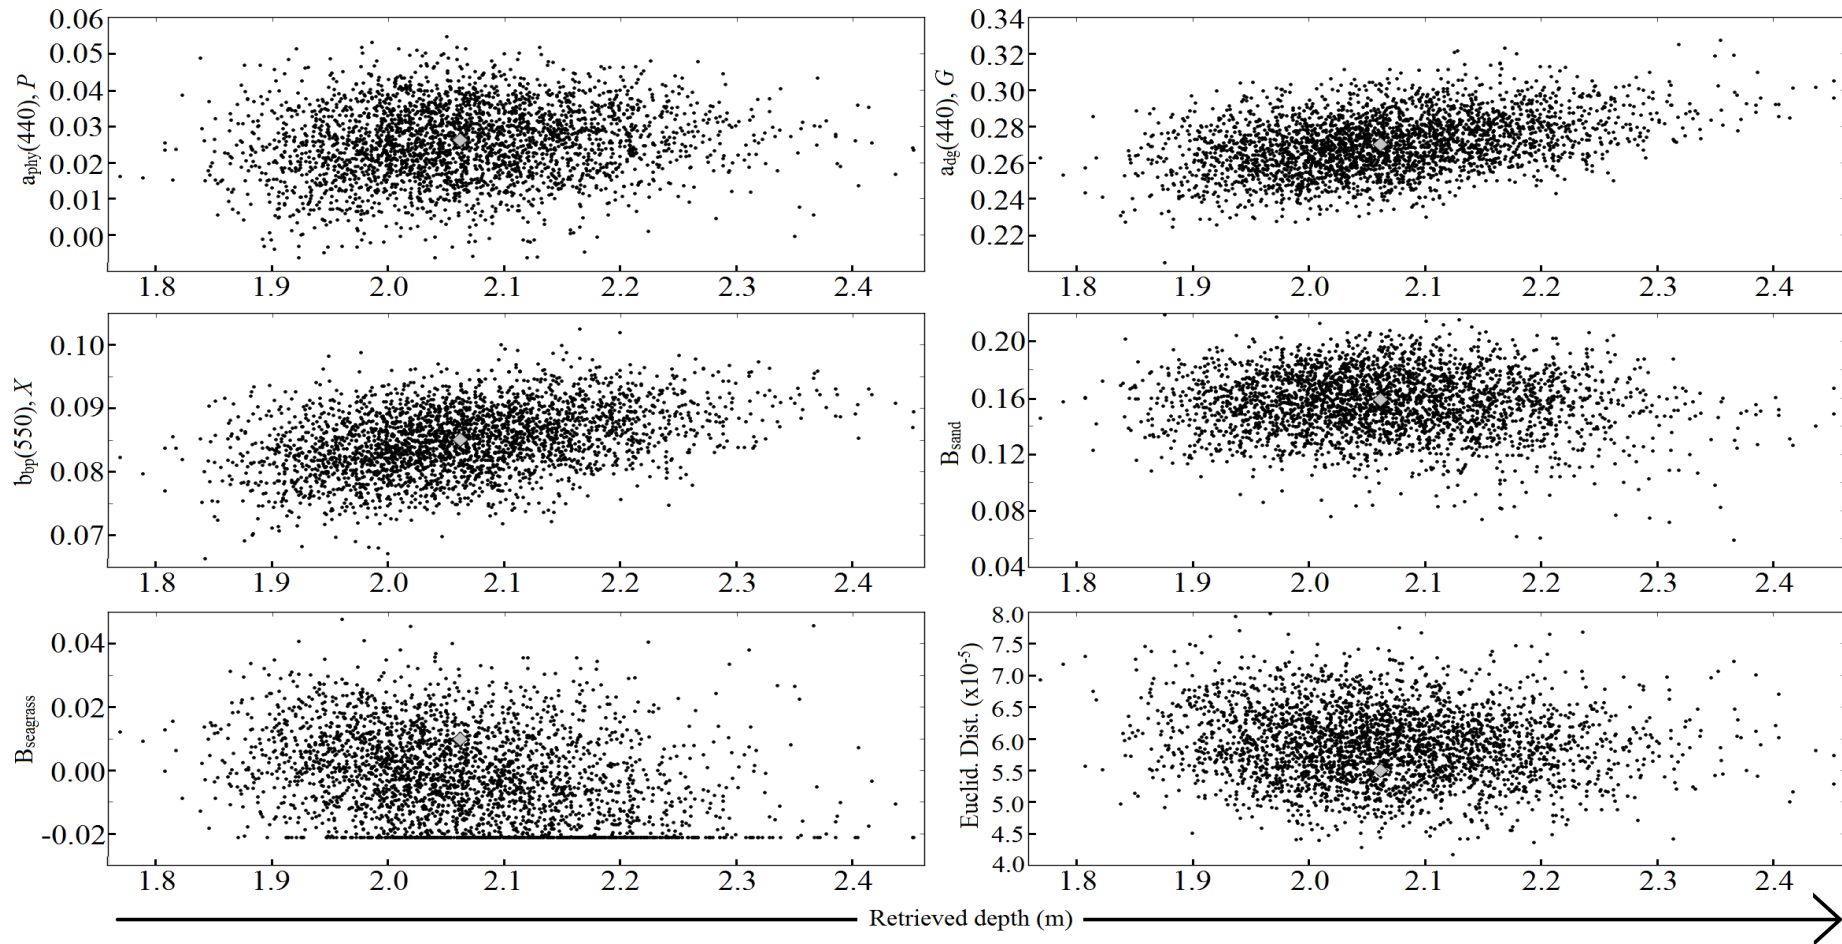 0.06
0.05
0.04
0.03
0.02
0.01
0.00
aphy(440), P
1.8 1.9 2.0 2.1 2.2 2.3 2.4
0.34
0.30
0.28
0.26
0.24
0.22
adg(440), G
1.8 1.9 2.0 2.1 2.2 2.3 2.4
0.10
0.09
0.08
0.07
bbp(550), X
1.8 1.9 2.0 2.1 2.2 2.3 2.4
0.20
0.16
0.12
0.08
0.04
Bsand
1.8 1.9 2.0 2.1 2.2 2.3 2.4
0.04
0.02
0.00
-0.02
Bseagrass
1.8 1.9 2.0 2.1 2.2 2.3 2.4
8.0
7.5
7.0
6.5
6.0
5.5
5.0
4.5
4.0
Euclid. Dist. (x10-5)
1.8 1.9 2.0 2.1 2.2 2.3 2.4
Retrieved depth (m)